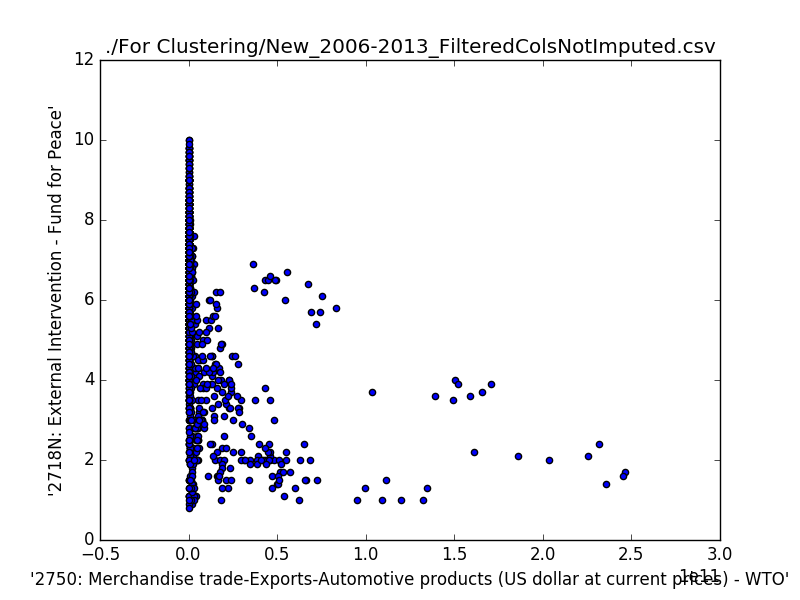 ./For Clustering/New_2006-2013_FilteredColsNotImputed.csv
12
10
8
6
4
2
0
'2718N: External Intervention - Fund for Peace'
−0.5 0.0 0.5 1.0 1.5 2.0 2.5 3.0
1e11
'2750: Merchandise trade-Exports-Automotive products (US dollar at current prices) - WTO'